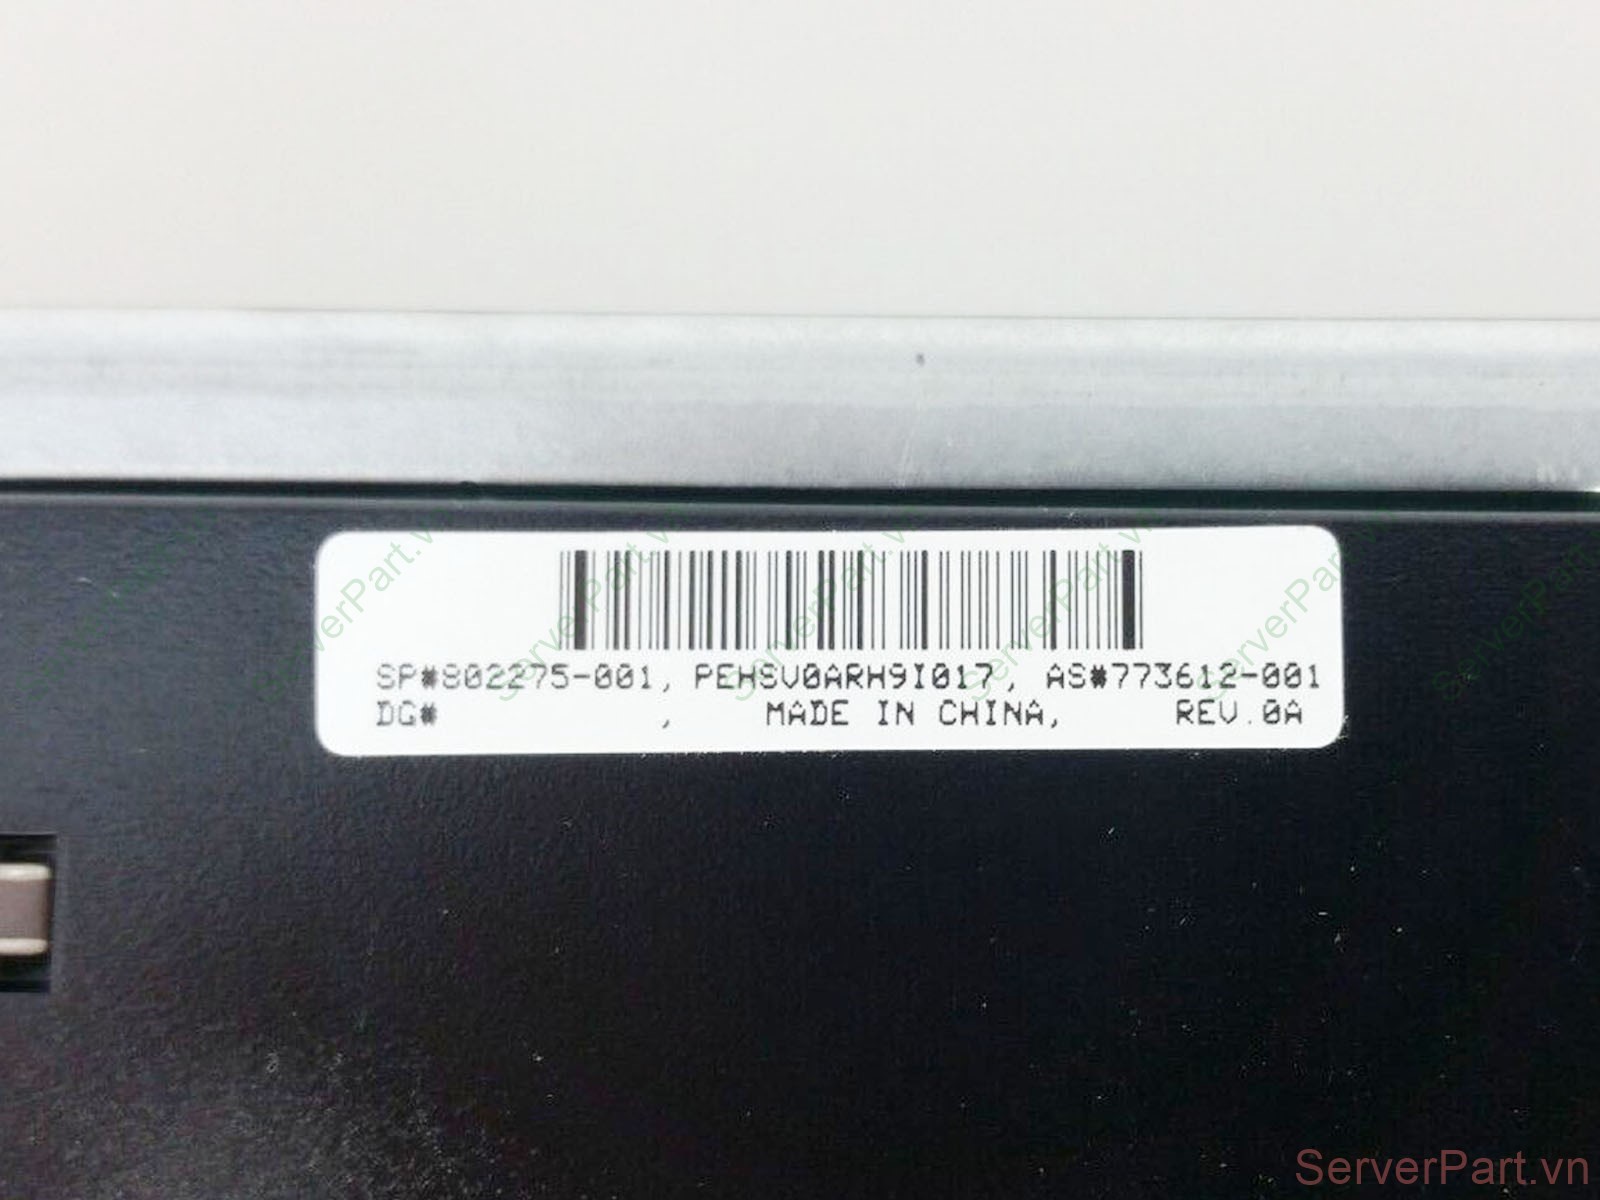 SP#802275-001, PEHSV0ARH9I017, AS#773612-001
DG# , MADE IN CHINA, REV.0A
ServerPart.vn